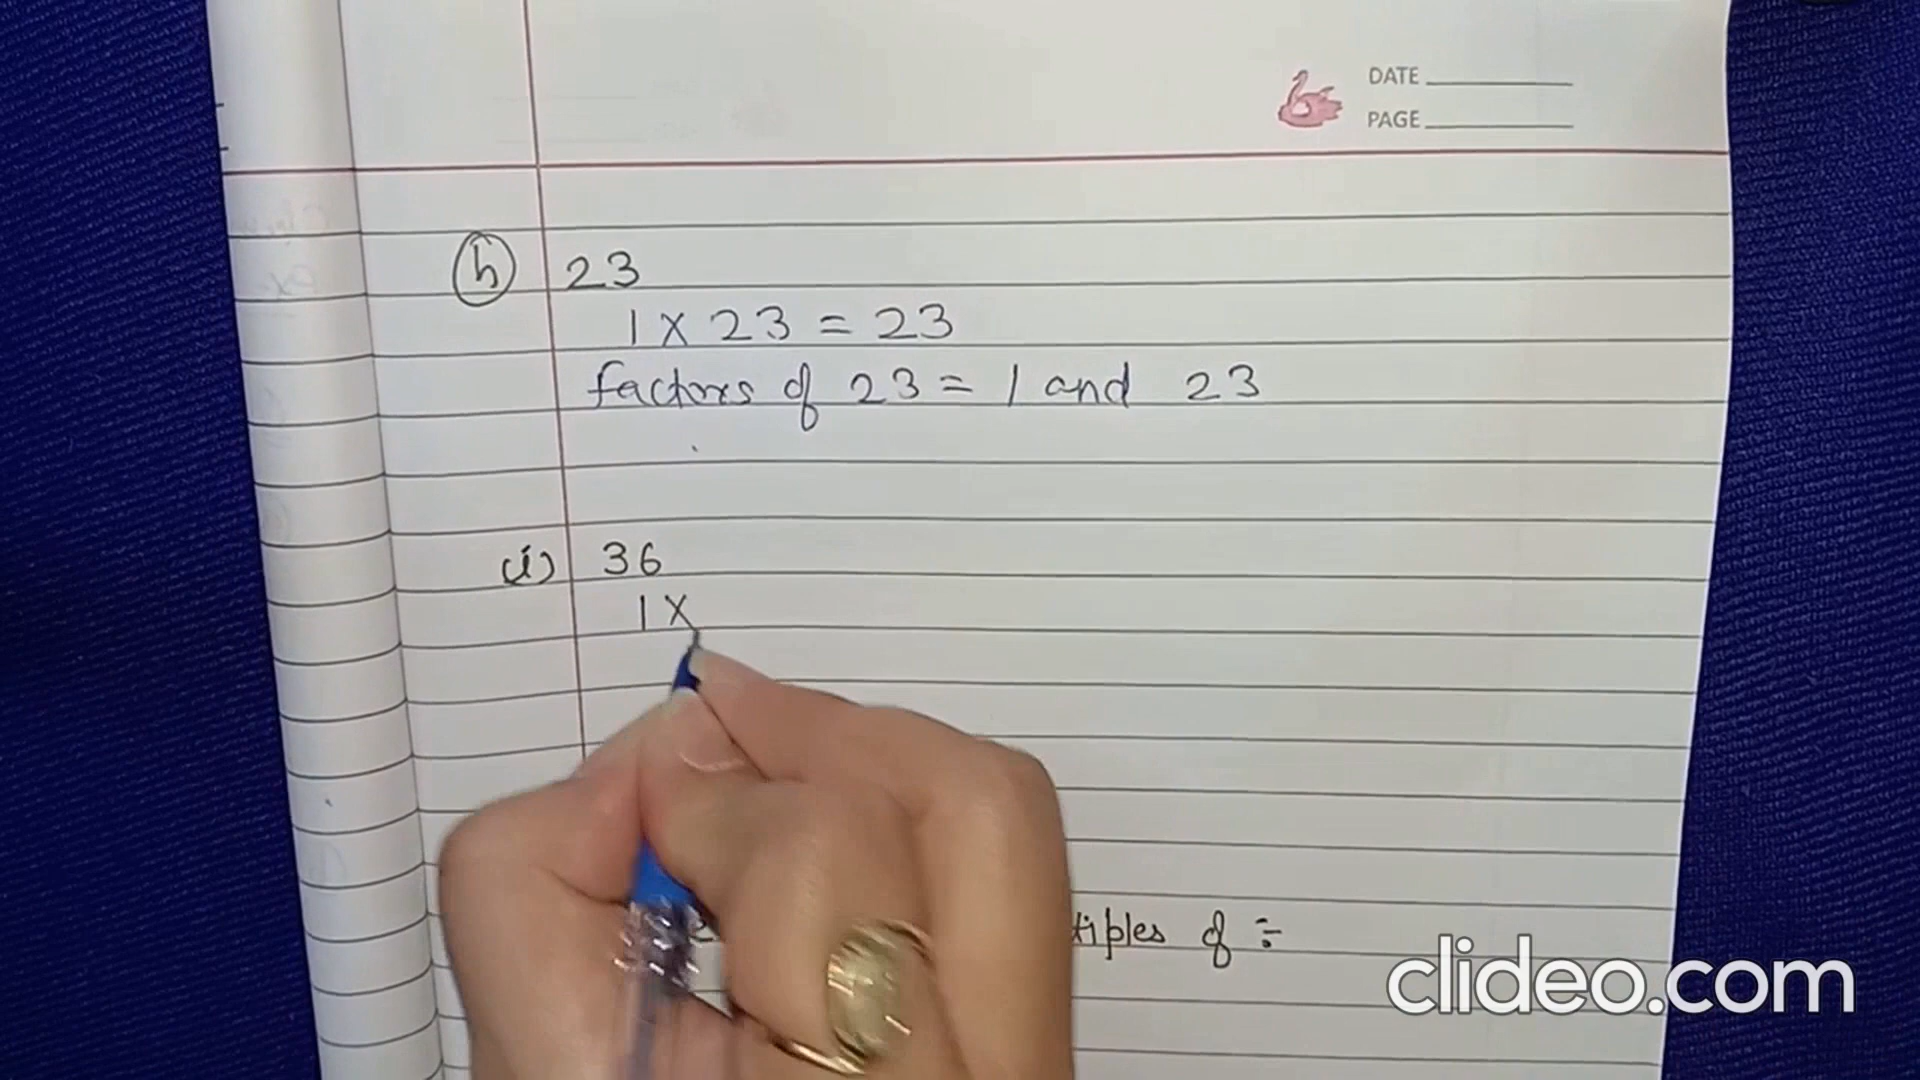 DATE
PAGE
(h) 23
1 × 23 = 23
factors of 23 = 1 and 23
(i) 36
1 ×
tiples of ÷
clideo.com